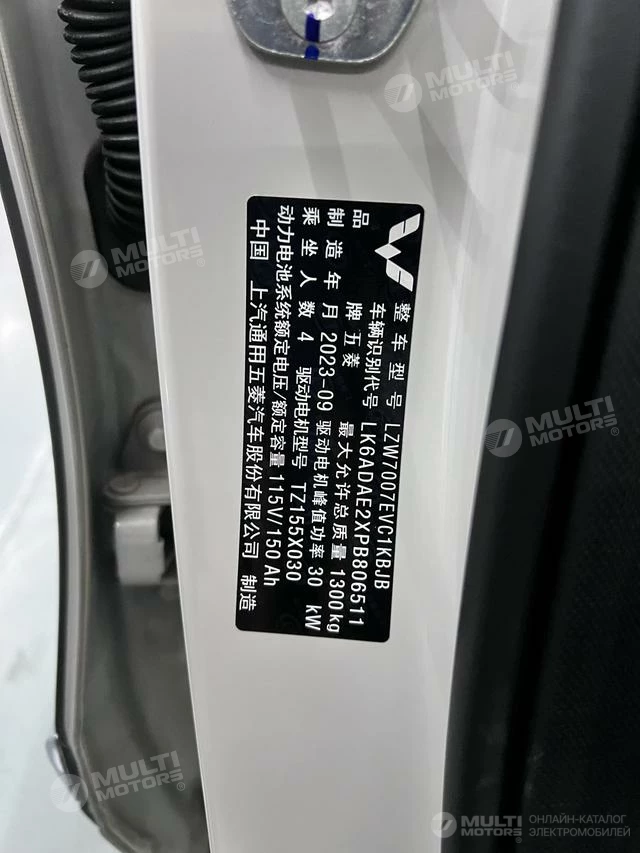 整车型号 LZW7007EVC1KBJB
车辆识别代号 LK6ADAE2XPB806511
品 牌 五菱 最大允许总质量 1300kg
制造年月 2023-09 驱动电机峰值功率 30 kW
乘坐人数 4 驱动电机型号 TZ155X030
动力电池系统额定电压/额定容量 115V/150 Ah
中国 上汽通用五菱汽车股份有限公司 制造
MULTI
MOTORS
MULTI
MOTORS
MULTI
MOTORS
MULTI
MOTORS
MULTI
MOTORS
ОНЛАЙН-КАТАЛОГ
ЭЛЕКТРОМОБИЛЕЙ